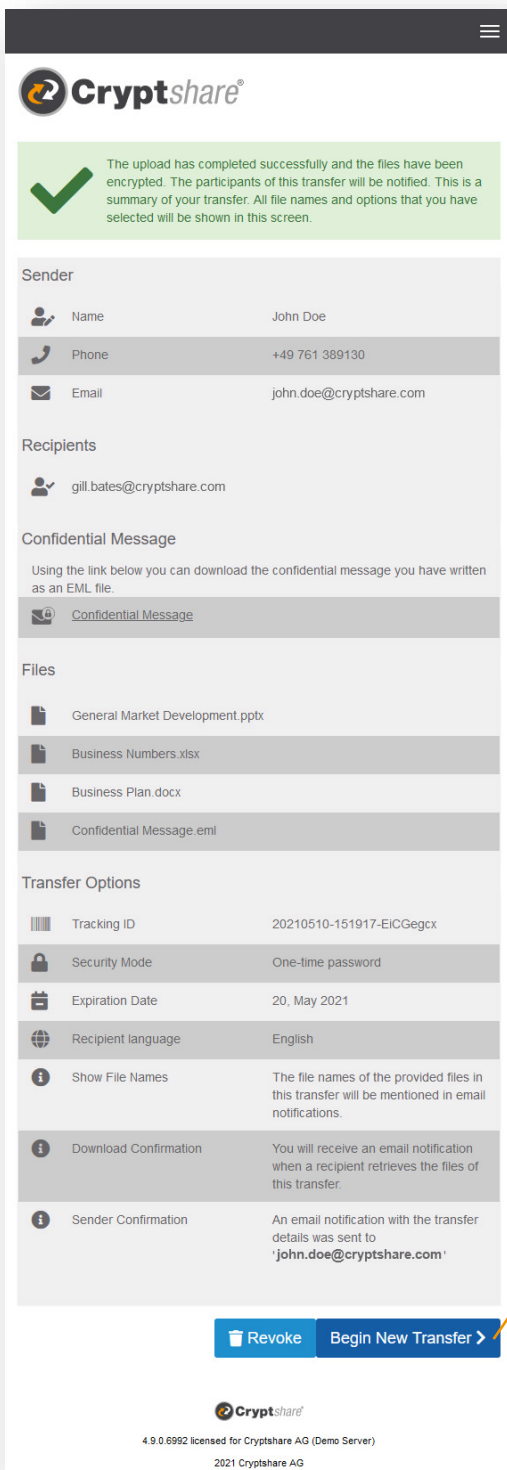 Cryptshare®
The upload has completed successfully and the files have been
encrypted. The participants of this transfer will be notified. This is a
summary of your transfer. All file names and options that you have
selected will be shown in this screen.
Sender
Name John Doe
Phone +49 761 389130
Email john.doe@cryptshare.com
Recipients
gill.bates@cryptshare.com
Confidential Message
Using the link below you can download the confidential message you have written
as an EML file.
Confidential Message
Files
General Market Development.pptx
Business Numbers.xlsx
Business Plan.docx
Confidential Message.eml
Transfer Options
Tracking ID 20210510-151917-EiCGegcx
Security Mode One-time password
Expiration Date 20, May 2021
Recipient language English
Show File Names The file names of the provided files in
this transfer will be mentioned in email
notifications.
Download Confirmation You will receive an email notification
when a recipient retrieves the files of
this transfer.
Sender Confirmation An email notification with the transfer
details was sent to
'john.doe@cryptshare.com'
Revoke Begin New Transfer
Cryptshare®
4.9.0.6992 licensed for Cryptshare AG (Demo Server)
2021 Cryptshare AG